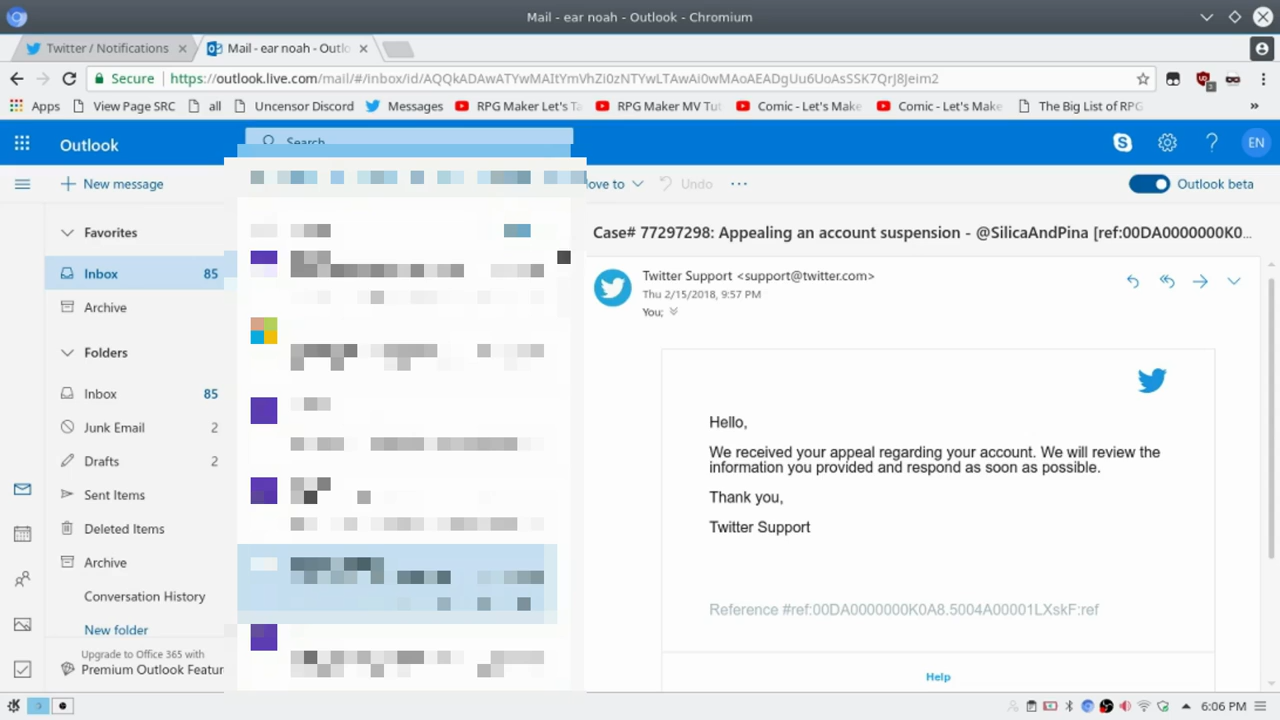 Mail - ear noah - Outlook - Chromium
Twitter / Notifications
Mail - ear noah - Outlo
Secure
https://outlook.live.com/mail/#/inbox/id/AQQkADAwATYwMAItYmVhZi0zNTYwLTAwAi0wMAoAEADgUu6UoAsSSK7QrJ8Jeim2
Apps View Page SRC all Uncensor Discord Messages RPG Maker Let's Ta RPG Maker MV Tut Comic - Let's Make Comic - Let's Make The Big List of RPG
Outlook
Search
EN
New message
ove to
Undo
Outlook beta
Favorites
Inbox 85
Archive
Folders
Inbox 85
Junk Email 2
Drafts 2
Sent Items
Deleted Items
Archive
Conversation History
New folder
Upgrade to Office 365 with
Premium Outlook Featur
Case# 77297298: Appealing an account suspension - @SilicaAndPina [ref:00DA0000000K0...
Twitter Support <support@twitter.com>
Thu 2/15/2018, 9:57 PM
You;
Hello,
We received your appeal regarding your account. We will review the
information you provided and respond as soon as possible.
Thank you,
Twitter Support
Reference #ref:00DA0000000K0A8.5004A00001LXskF:ref
Help
6:06 PM